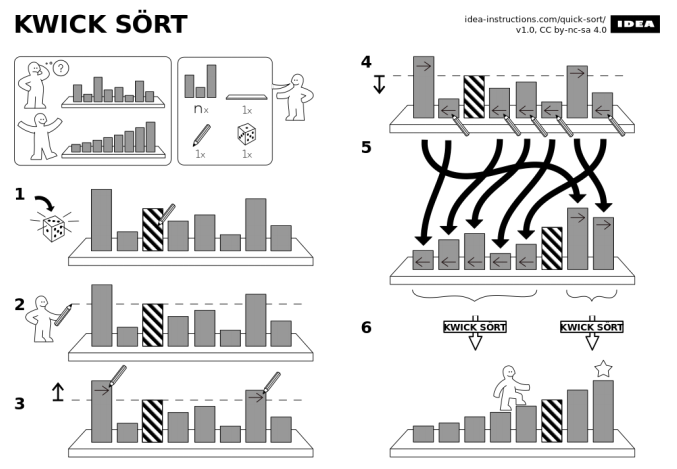 KWICK SÖRT
idea-instructions.com/quick-sort/
v1.0, CC by-nc-sa 4.0
IDEA
?
n x
1x
1x
1x
1
2
3
4
5
6
KWICK SÖRT
KWICK SÖRT